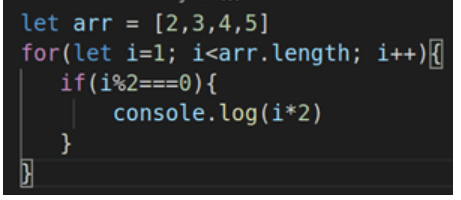 let arr = [2,3,4,5]
for(let i=1; i<arr.length; i++){
if(i%2===0){
console.log(i*2)
}
}